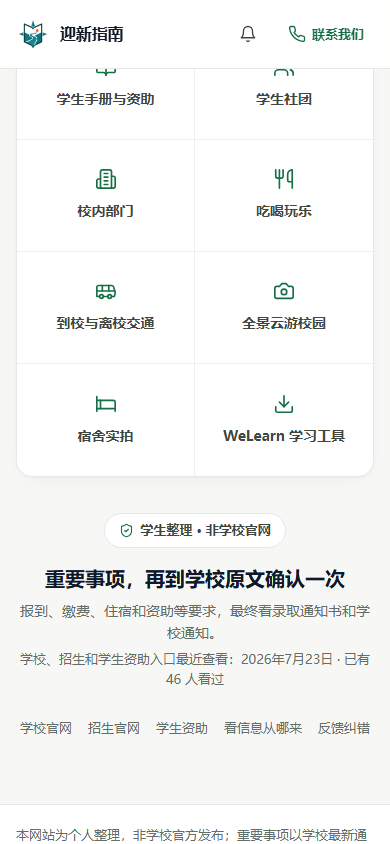 迎新指南
联系我们
学生手册与资助
学生社团
校内部门
吃喝玩乐
到校与离校交通
全景云游校园
宿舍实拍
WeLearn 学习工具
学生整理 · 非学校官网
重要事项，再到学校原文确认一次
报到、缴费、住宿和资助等要求，最终看录取通知书和学
校通知。
学校、招生和学生资助入口最近查看：2026年7月23日 · 已有
46 人看过
学校官网 招生官网 学生资助 看信息从哪来 反馈纠错
本网站为个人整理，非学校官方发布；重要事项以学校最新通